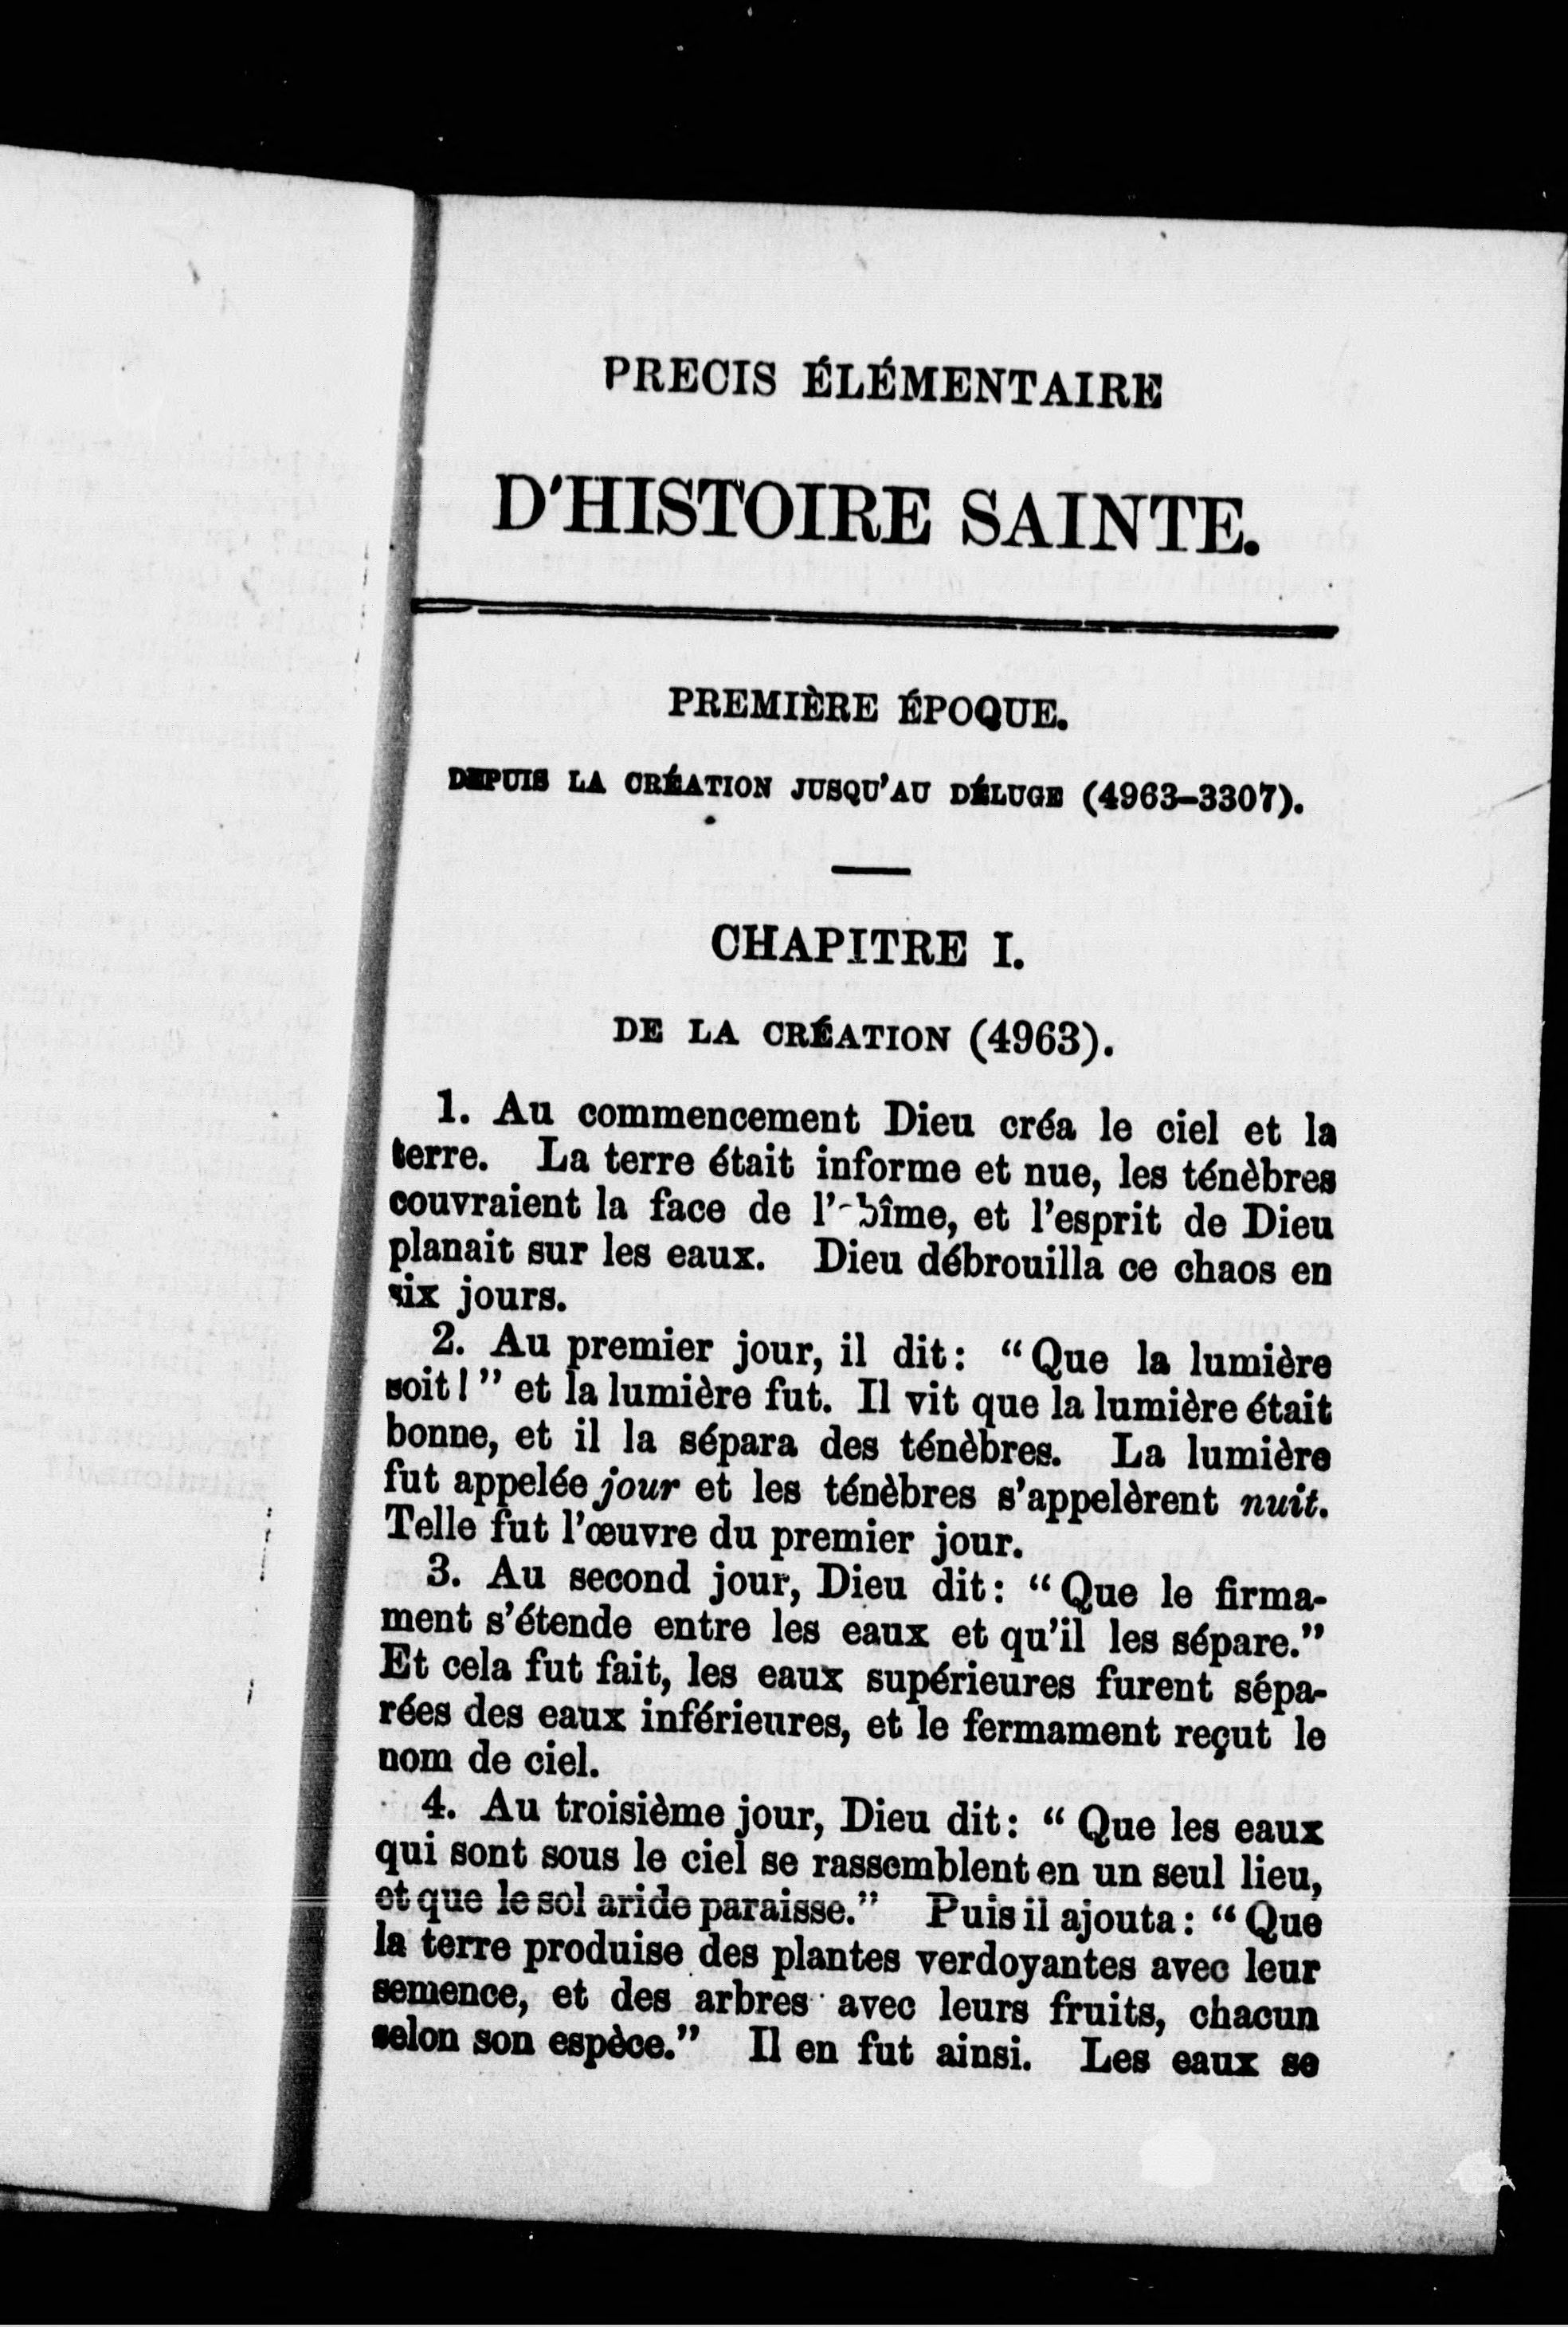 PRECIS ÉLÉMENTAIRE
D'HISTOIRE SAINTE.
PREMIÈRE ÉPOQUE.
DEPUIS LA CRÉATION JUSQU'AU DÉLUGE (4963-3307).
CHAPITRE I.
DE LA CRÉATION (4963).
1. Au commencement Dieu créa le ciel et la
terre. La terre était informe et nue, les ténèbres
couvraient la face de l'abîme, et l'esprit de Dieu
planait sur les eaux. Dieu débrouilla ce chaos en
six jours.
2. Au premier jour, il dit: “Que la lumière
soit!” et la lumière fut. Il vit que la lumière était
bonne, et il la sépara des ténèbres. La lumière
fut appelée jour et les ténèbres s'appelèrent nuit.
Telle fut l'œuvre du premier jour.
3. Au second jour, Dieu dit: “Que le firma-
ment s'étende entre les eaux et qu'il les sépare.”
Et cela fut fait, les eaux supérieures furent sépa-
rées des eaux inférieures, et le fermament reçut le
nom de ciel.
4. Au troisième jour, Dieu dit: “Que les eaux
qui sont sous le ciel se rassemblent en un seul lieu,
et que le sol aride paraisse.” Puis il ajouta: “Que
la terre produise des plantes verdoyantes avec leur
semence, et des arbres avec leurs fruits, chacun
selon son espèce.” Il en fut ainsi. Les eaux se